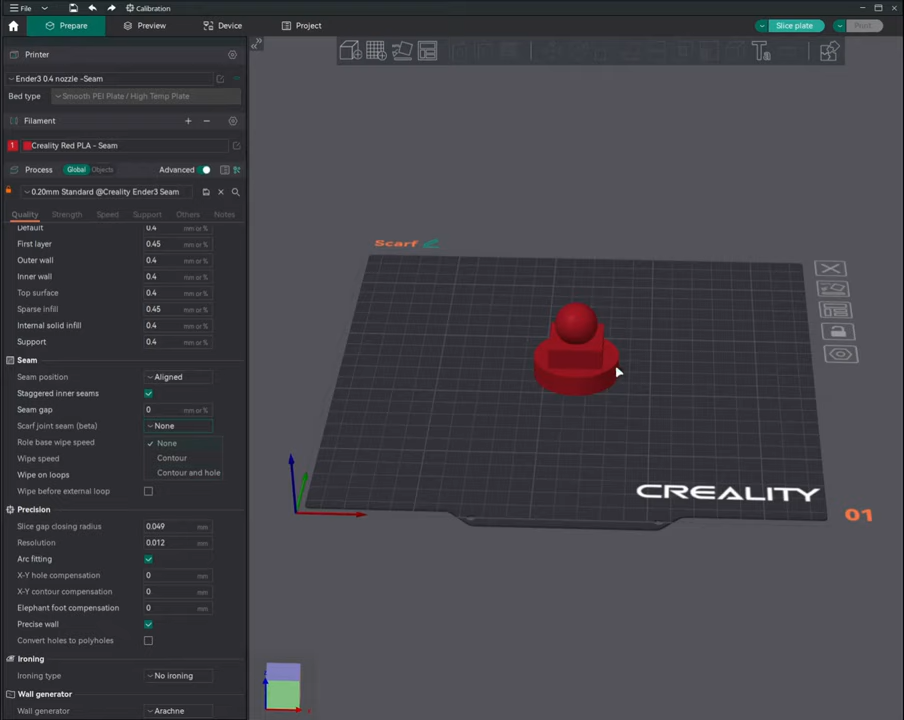 File
Calibration
Prepare
Preview
Device
Project
Slice plate
Print
Printer
Ender3 0.4 nozzle -Seam
Bed type
Smooth PEI Plate / High Temp Plate
Filament
1
Creality Red PLA - Seam
Process
Global
Objects
Advanced
0.20mm Standard @Creality Ender3 Seam
Quality
Strength
Speed
Support
Others
Notes
Default 0.4 mm or %
First layer 0.45 mm or %
Outer wall 0.4 mm or %
Inner wall 0.4 mm or %
Top surface 0.4 mm or %
Sparse infill 0.45 mm or %
Internal solid infill 0.4 mm or %
Support 0.4 mm or %
Seam
Seam position Aligned
Staggered inner seams
Seam gap 0 mm or %
Scarf joint seam (beta) None
Role base wipe speed
None
Wipe speed
Contour
Wipe on loops
Contour and hole
Wipe before external loop
Precision
Slice gap closing radius 0.049 mm
Resolution 0.012 mm
Arc fitting
X-Y hole compensation 0 mm
X-Y contour compensation 0 mm
Elephant foot compensation 0 mm
Precise wall
Convert holes to polyholes
Ironing
Ironing type No ironing
Wall generator
Wall generator Arachne
Scarf
CREALITY
01
Ta